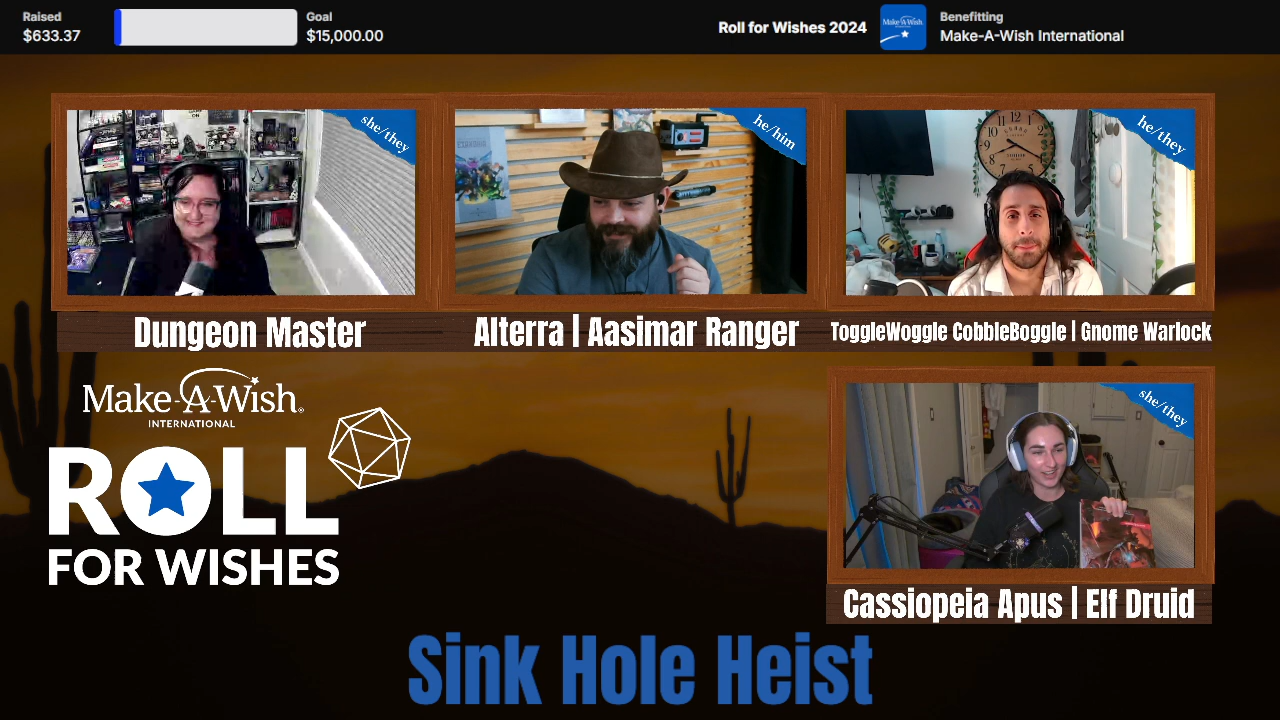 Raised
$633.37
Goal
$15,000.00
Roll for Wishes 2024
Make-A-Wish
Benefitting
Make-A-Wish International
she/they
he/him
he/they
Dungeon Master
Alterra | Aasimar Ranger
ToggleWoggle CobbleBoggle | Gnome Warlock
Make-A-Wish®
INTERNATIONAL
ROLL
FOR WISHES
she/they
Cassiopeia Apus | Elf Druid
Sink Hole Heist